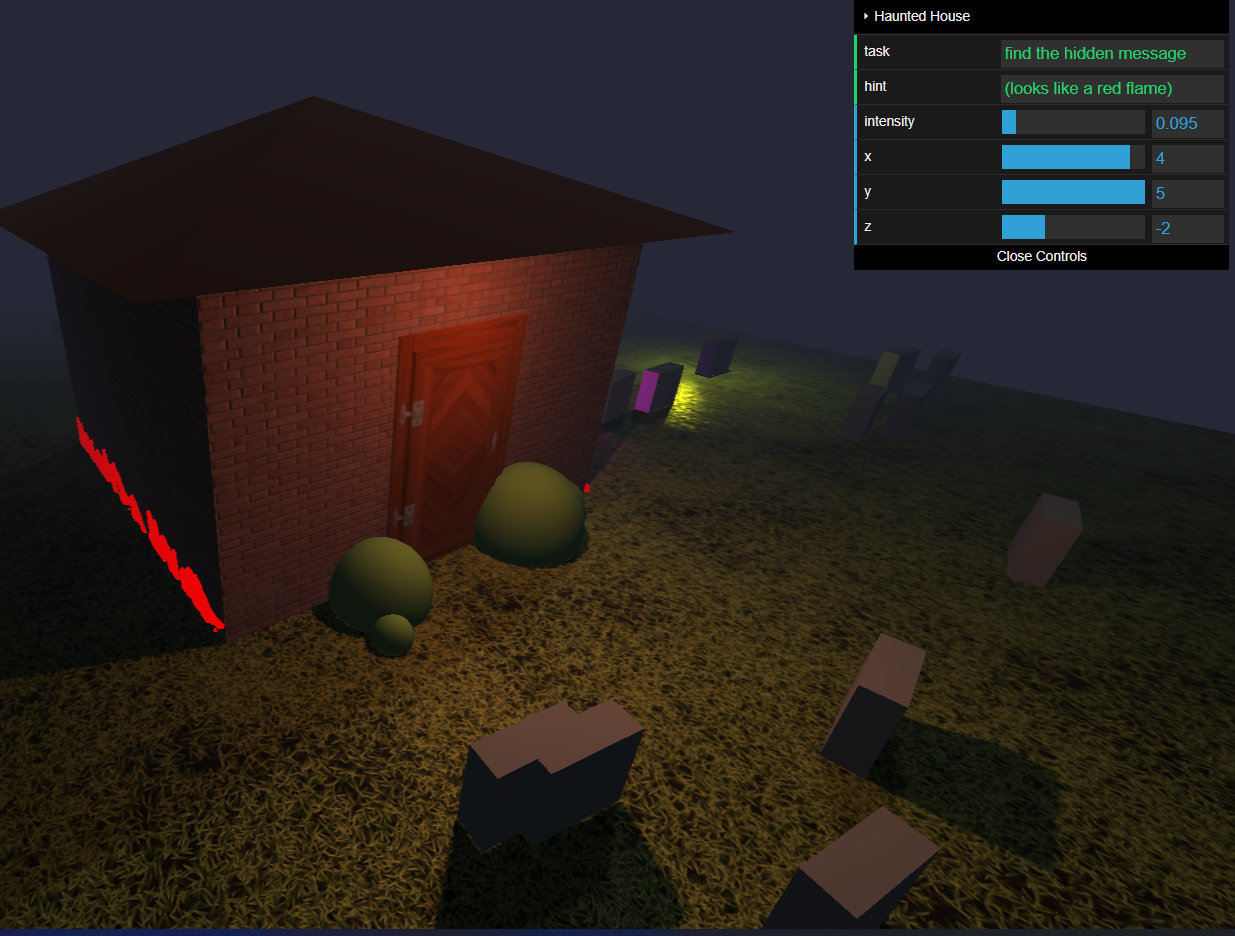 Haunted House
task find the hidden message
hint (looks like a red flame)
intensity 0.095
x 4
y 5
z -2
Close Controls